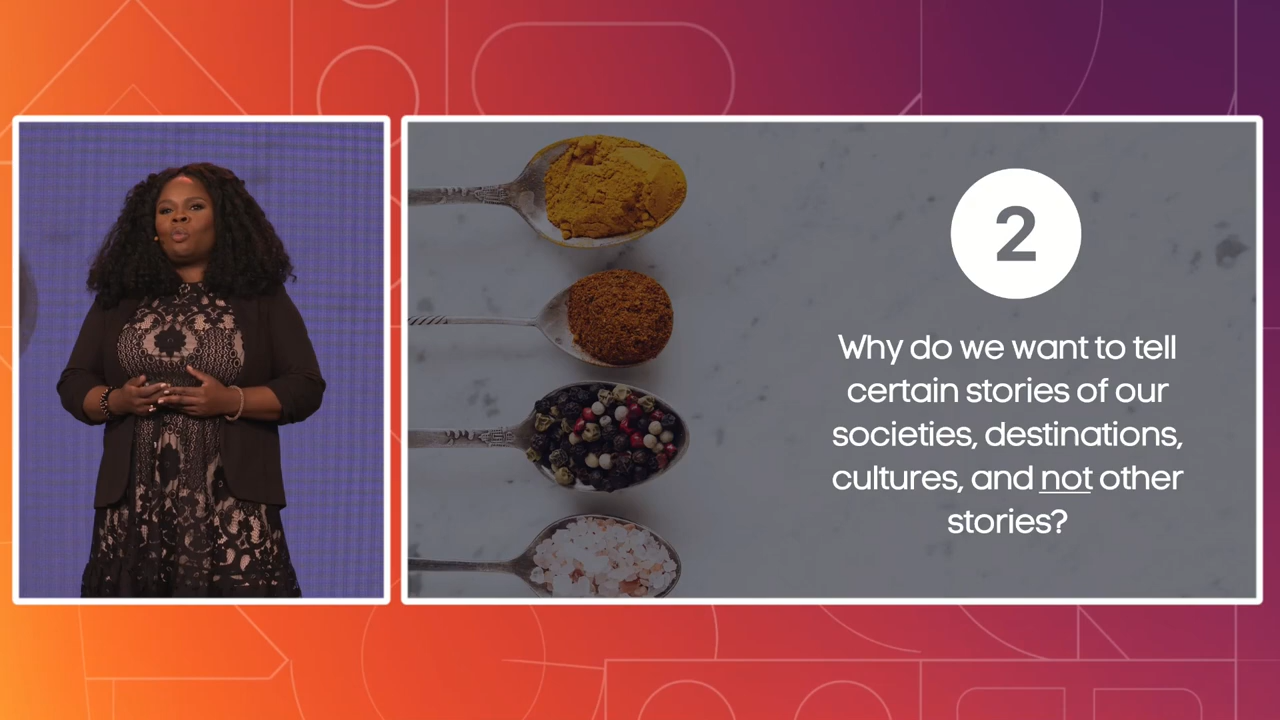 2
Why do we want to tell
certain stories of our
societies, destinations,
cultures, and not other
stories?